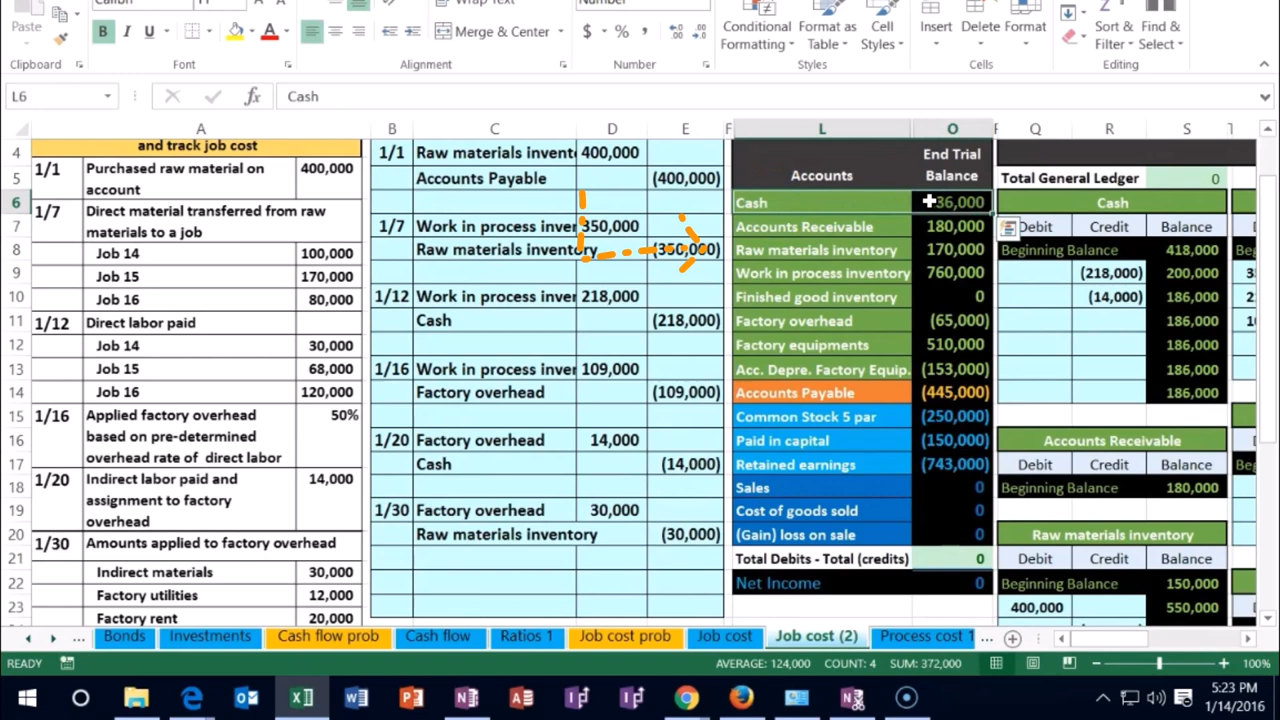 Paste
Calibri
11
Wrap Text
Number
B I U A
Merge & Center
$ % ,
Conditional Formatting
Format as Table
Cell Styles
Insert Delete Format
Sort & Filter
Find & Select
Clipboard Font Alignment Number Styles Cells Editing
L6 fx Cash
A B C D E F L O Q R S
and track job cost
1/1 Purchased raw material on 400,000
account
1/7 Direct material transferred from raw
materials to a job
Job 14 100,000
Job 15 170,000
Job 16 80,000
1/12 Direct labor paid
Job 14 30,000
Job 15 68,000
Job 16 120,000
1/16 Applied factory overhead 50%
based on pre-determined
overhead rate of direct labor
1/20 Indirect labor paid and 14,000
assignment to factory
overhead
1/30 Amounts applied to factory overhead
Indirect materials 30,000
Factory utilities 12,000
Factory rent 20,000
4
5
6
7
8
9
10
11
12
13
14
15
16
17
18
19
20
21
22
23
1/1 Raw materials invent 400,000
Accounts Payable (400,000)
1/7 Work in process inver 350,000
Raw materials inventory (350,000)
1/12 Work in process inver 218,000
Cash (218,000)
1/16 Work in process inver 109,000
Factory overhead (109,000)
1/20 Factory overhead 14,000
Cash (14,000)
1/30 Factory overhead 30,000
Raw materials inventory (30,000)
Accounts End Trial Balance
Cash 36,000
Accounts Receivable 180,000
Raw materials inventory 170,000
Work in process inventory 760,000
Finished good inventory 0
Factory overhead (65,000)
Factory equipments 510,000
Acc. Depre. Factory Equip. (153,000)
Accounts Payable (445,000)
Common Stock 5 par (250,000)
Paid in capital (150,000)
Retained earnings (743,000)
Sales 0
Cost of goods sold 0
(Gain) loss on sale 0
Total Debits - Total (credits) 0
Net Income 0
Total General Ledger 0
Cash
Debit Credit Balance
Beginning Balance 418,000
(218,000) 200,000
(14,000) 186,000
186,000
186,000
186,000
186,000
Accounts Receivable
Debit Credit Balance
Beginning Balance 180,000
Raw materials inventory
Debit Credit Balance
Beginning Balance 150,000
400,000 550,000
... Bonds Investments Cash flow prob Cash flow Ratios 1 Job cost prob Job cost Job cost (2) Process cost 1 ...
READY AVERAGE: 124,000 COUNT: 4 SUM: 372,000 100%
5:23 PM
1/14/2016